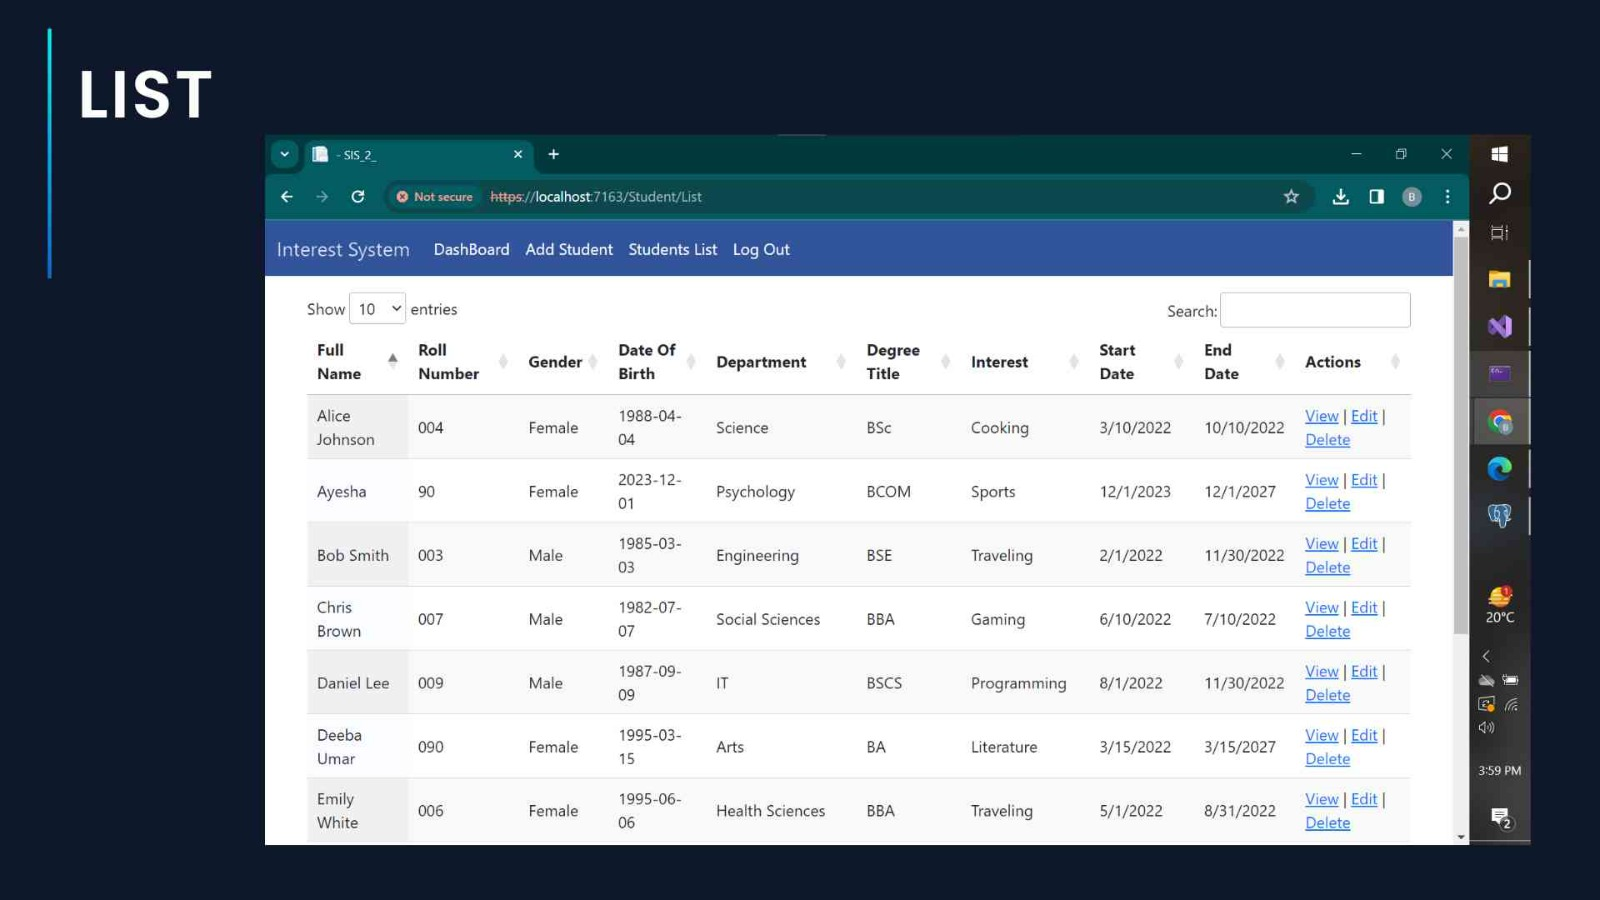 LIST
- SIS_2_
Not secure https://localhost:7163/Student/List
B
Interest System DashBoard Add Student Students List Log Out
Show 10 entries
Search:
Full Name Roll Number Gender Date Of Birth Department Degree Title Interest Start Date End Date Actions
Alice Johnson 004 Female 1988-04-04 Science BSc Cooking 3/10/2022 10/10/2022 View | Edit | Delete
Ayesha 90 Female 2023-12-01 Psychology BCOM Sports 12/1/2023 12/1/2027 View | Edit | Delete
Bob Smith 003 Male 1985-03-03 Engineering BSE Traveling 2/1/2022 11/30/2022 View | Edit | Delete
Chris Brown 007 Male 1982-07-07 Social Sciences BBA Gaming 6/10/2022 7/10/2022 View | Edit | Delete
Daniel Lee 009 Male 1987-09-09 IT BSCS Programming 8/1/2022 11/30/2022 View | Edit | Delete
Deeba Umar 090 Female 1995-03-15 Arts BA Literature 3/15/2022 3/15/2027 View | Edit | Delete
Emily White 006 Female 1995-06-06 Health Sciences BBA Traveling 5/1/2022 8/31/2022 View | Edit | Delete
1
20°C
3:59 PM
2